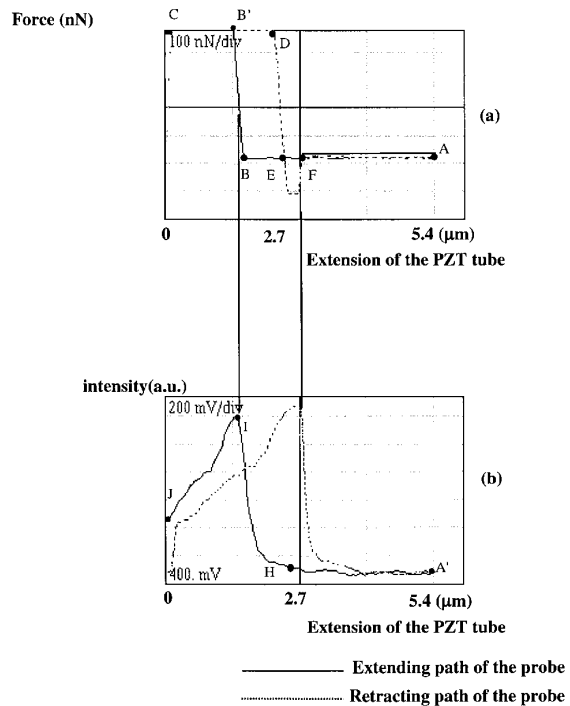 Force (nN)
C
B'
D
100 nN/div
(a)
A
B
E
F
0
2.7
5.4 (μm)
Extension of the PZT tube
intensity(a.u.)
200 mV/div
I
J
(b)
H
A'
400. mV
0
2.7
5.4 (μm)
Extension of the PZT tube
Extending path of the probe
Retracting path of the probe